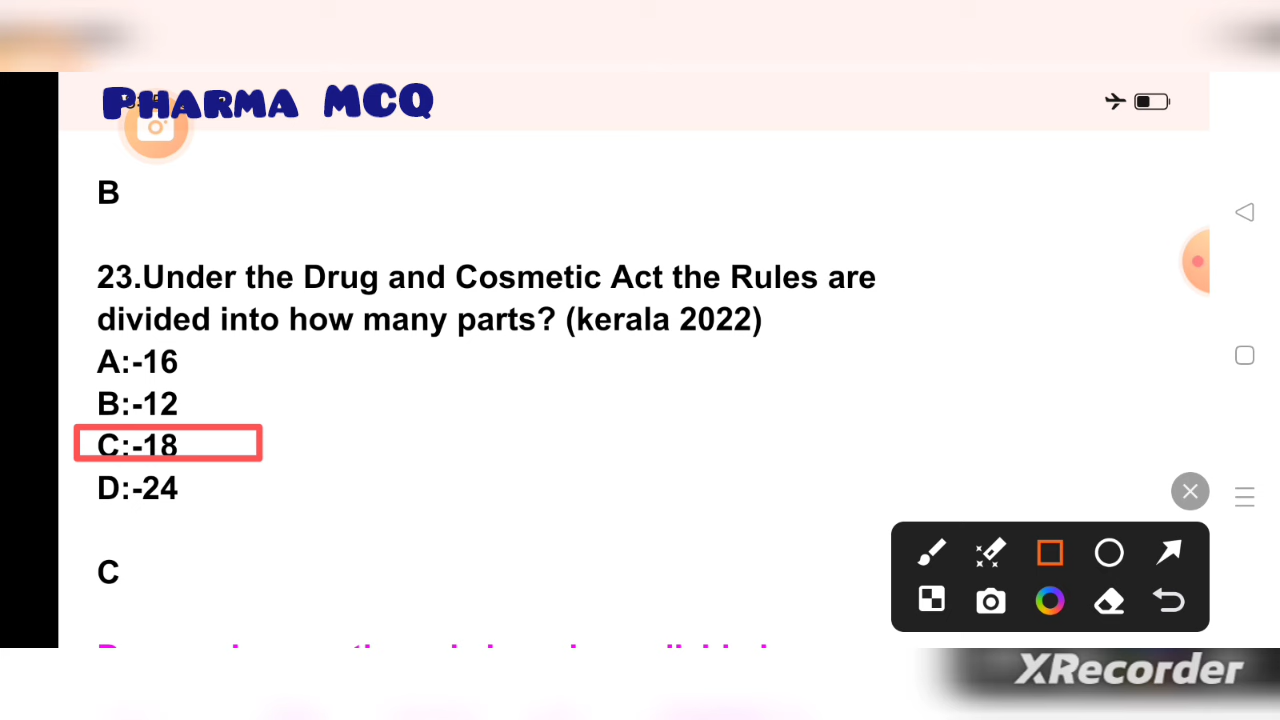 PHARMA MCQ
B
23.Under the Drug and Cosmetic Act the Rules are
divided into how many parts? (kerala 2022)
A:-16
B:-12
C:-18
D:-24
C
XRecorder